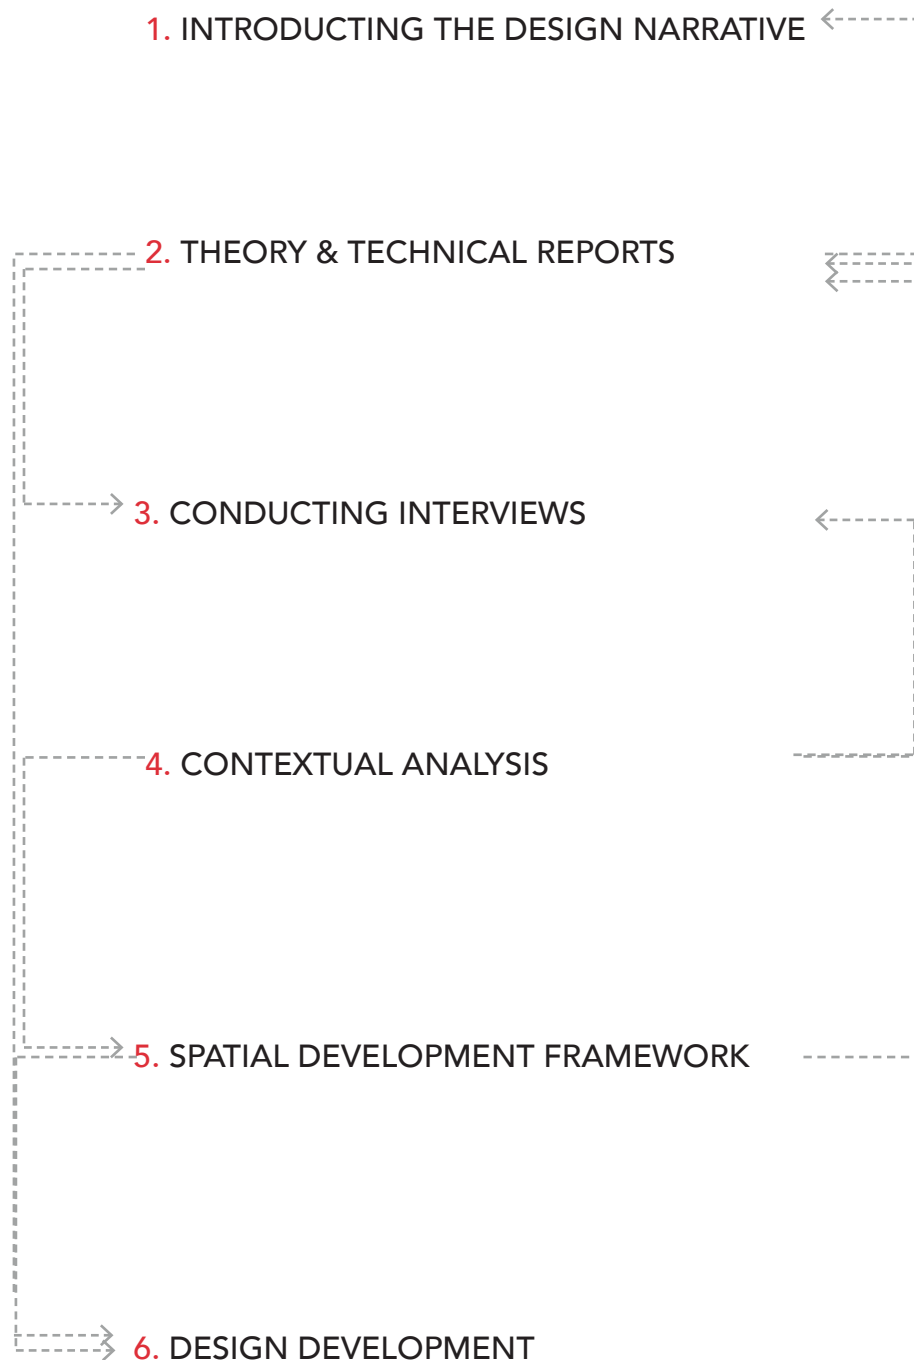 1. INTRODUCTING THE DESIGN NARRATIVE
2. THEORY & TECHNICAL REPORTS
3. CONDUCTING INTERVIEWS
4. CONTEXTUAL ANALYSIS
5. SPATIAL DEVELOPMENT FRAMEWORK
6. DESIGN DEVELOPMENT